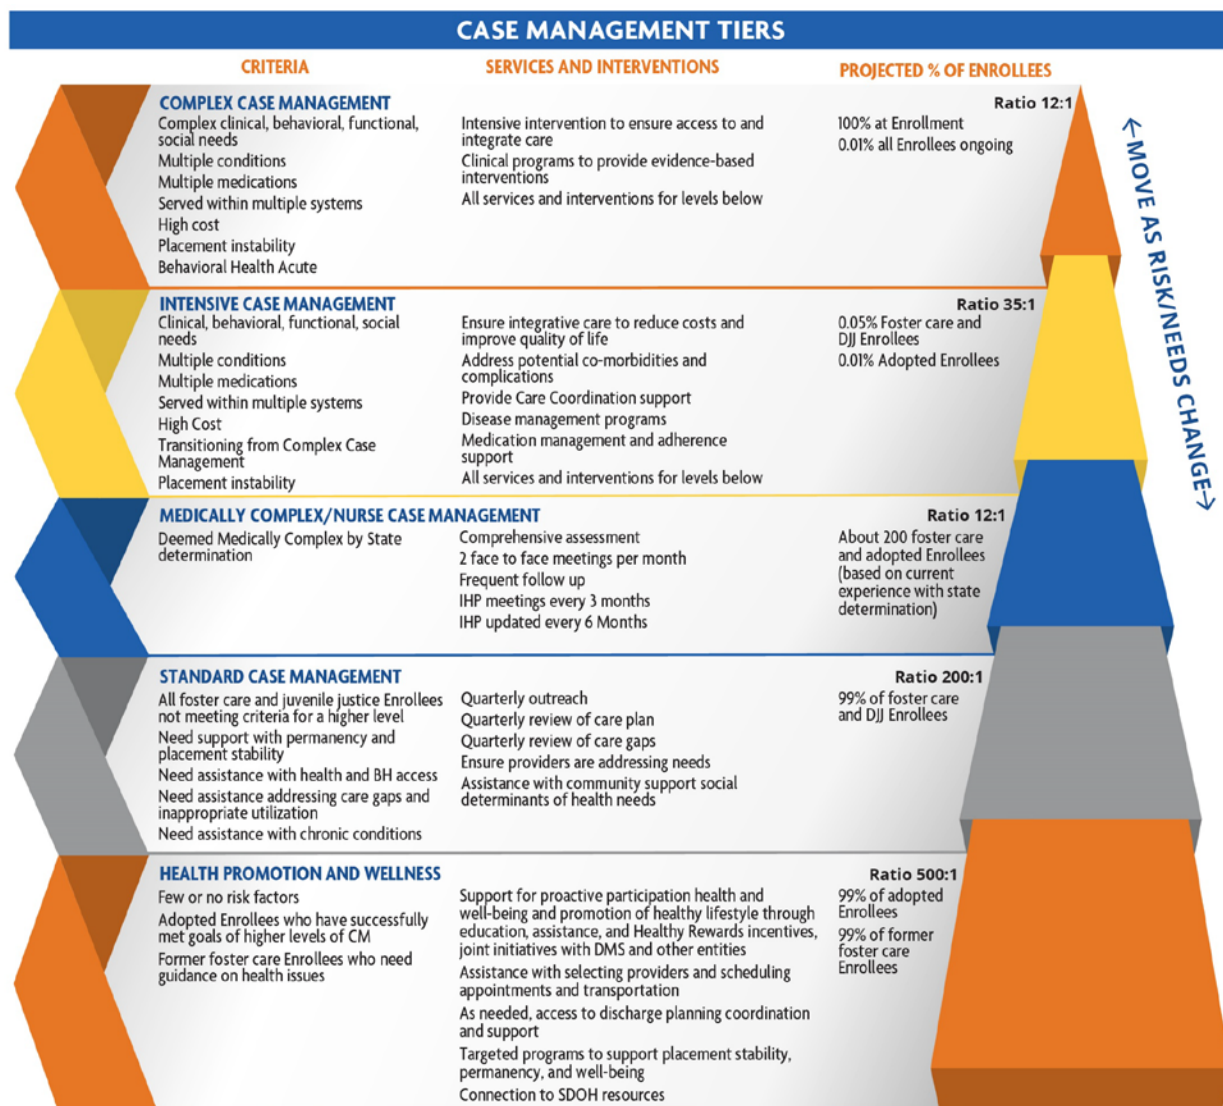 CASE MANAGEMENT TIERS
CRITERIA
SERVICES AND INTERVENTIONS
PROJECTED % OF ENROLLEES
COMPLEX CASE MANAGEMENT
Complex clinical, behavioral, functional,
social needs
Multiple conditions
Multiple medications
Served within multiple systems
High cost
Placement instability
Behavioral Health Acute
Intensive intervention to ensure access to and
integrate care
Clinical programs to provide evidence-based
interventions
All services and interventions for levels below
Ratio 12:1
100% at Enrollment
0.01% all Enrollees ongoing
INTENSIVE CASE MANAGEMENT
Clinical, behavioral, functional, social
needs
Multiple conditions
Multiple medications
Served within multiple systems
High Cost
Transitioning from Complex Case
Management
Placement instability
Ensure integrative care to reduce costs and
improve quality of life
Address potential co-morbidities and
complications
Provide Care Coordination support
Disease management programs
Medication management and adherence
support
All services and interventions for levels below
Ratio 35:1
0.05% Foster care and
DJJ Enrollees
0.01% Adopted Enrollees
MEDICALLY COMPLEX/NURSE CASE MANAGEMENT
Deemed Medically Complex by State
determination
Comprehensive assessment
2 face to face meetings per month
Frequent follow up
IHP meetings every 3 months
IHP updated every 6 Months
Ratio 12:1
About 200 foster care
and adopted Enrollees
(based on current
experience with state
determination)
STANDARD CASE MANAGEMENT
All foster care and juvenile justice Enrollees
not meeting criteria for a higher level
Need support with permanency and
placement stability
Need assistance with health and BH access
Need assistance addressing care gaps and
inappropriate utilization
Need assistance with chronic conditions
Quarterly outreach
Quarterly review of care plan
Quarterly review of care gaps
Ensure providers are addressing needs
Assistance with community support social
determinants of health needs
Ratio 200:1
99% of foster care
and DJJ Enrollees
HEALTH PROMOTION AND WELLNESS
Few or no risk factors
Adopted Enrollees who have successfully
met goals of higher levels of CM
Former foster care Enrollees who need
guidance on health issues
Support for proactive participation health and
well-being and promotion of healthy lifestyle through
education, assistance, and Healthy Rewards incentives,
joint initiatives with DMS and other entities
Assistance with selecting providers and scheduling
appointments and transportation
As needed, access to discharge planning coordination
and support
Targeted programs to support placement stability,
permanency, and well-being
Connection to SDOH resources
Ratio 500:1
99% of adopted
Enrollees
99% of former
foster care
Enrollees
←MOVE AS RISK/NEEDS CHANGE→